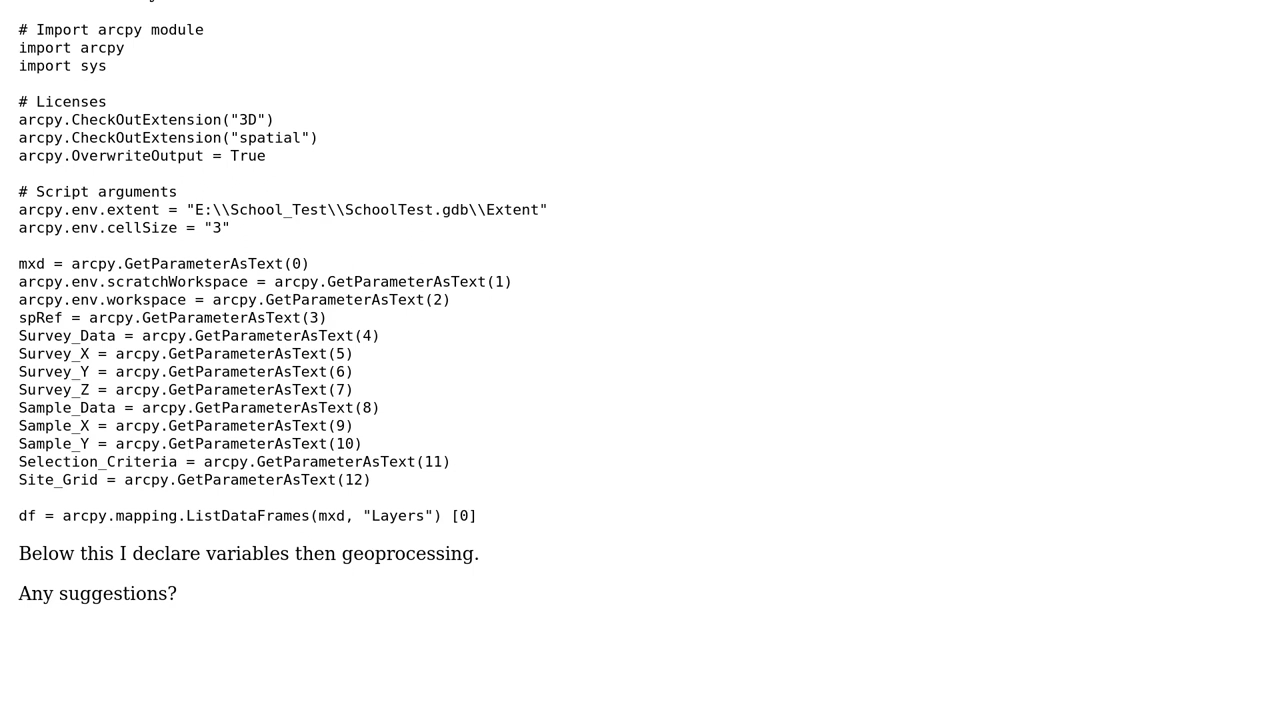 # Import arcpy module
import arcpy
import sys
# Licenses
arcpy.CheckOutExtension("3D")
arcpy.CheckOutExtension("spatial")
arcpy.OverwriteOutput = True
# Script arguments
arcpy.env.extent = "E:\\School_Test\\SchoolTest.gdb\\Extent"
arcpy.env.cellSize = "3"
mxd = arcpy.GetParameterAsText(0)
arcpy.env.scratchWorkspace = arcpy.GetParameterAsText(1)
arcpy.env.workspace = arcpy.GetParameterAsText(2)
spRef = arcpy.GetParameterAsText(3)
Survey_Data = arcpy.GetParameterAsText(4)
Survey_X = arcpy.GetParameterAsText(5)
Survey_Y = arcpy.GetParameterAsText(6)
Survey_Z = arcpy.GetParameterAsText(7)
Sample_Data = arcpy.GetParameterAsText(8)
Sample_X = arcpy.GetParameterAsText(9)
Sample_Y = arcpy.GetParameterAsText(10)
Selection_Criteria = arcpy.GetParameterAsText(11)
Site_Grid = arcpy.GetParameterAsText(12)
df = arcpy.mapping.ListDataFrames(mxd, "Layers") [0]
Below this I declare variables then geoprocessing.
Any suggestions?